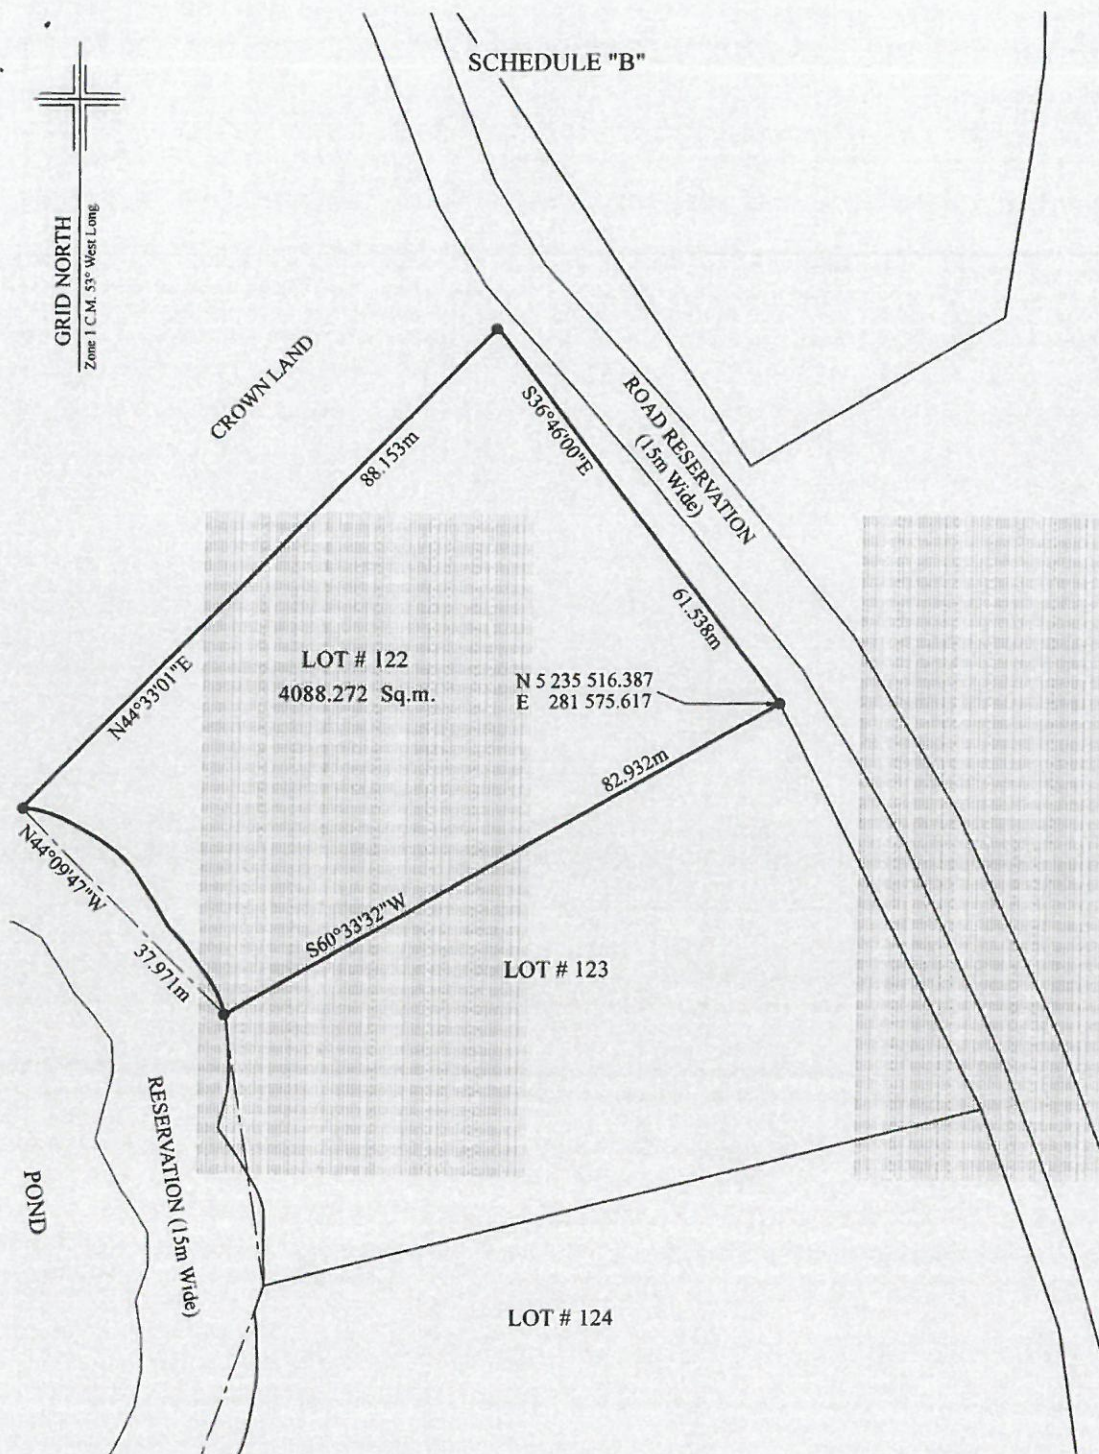 SCHEDULE "B"
GRID NORTH
Zone 1 C.M. 53° West Long.
CROWN LAND
88.153m
N44°33'01"E
S36°46'00"E
61.538m
ROAD RESERVATION
(15m Wide)
LOT # 122
4088.272 Sq.m.
N 5 235 516.387
E 281 575.617
82.932m
S60°33'32"W
N44°09'47"W
37.971m
LOT # 123
RESERVATION (15m Wide)
POND
LOT # 124